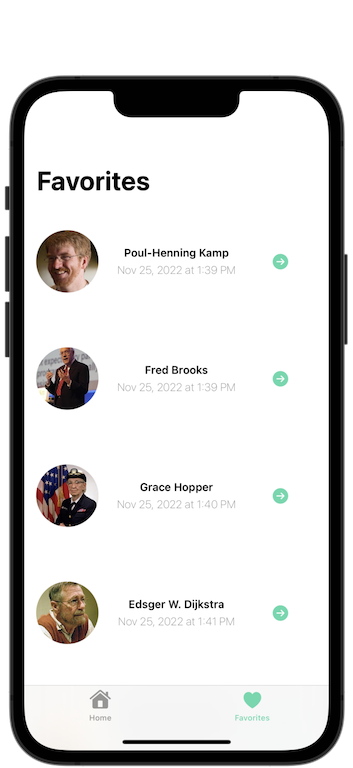 Favorites
Poul-Henning Kamp
Nov 25, 2022 at 1:39 PM
Fred Brooks
Nov 25, 2022 at 1:39 PM
Grace Hopper
Nov 25, 2022 at 1:40 PM
Edsger W. Dijkstra
Nov 25, 2022 at 1:41 PM
Home
Favorites